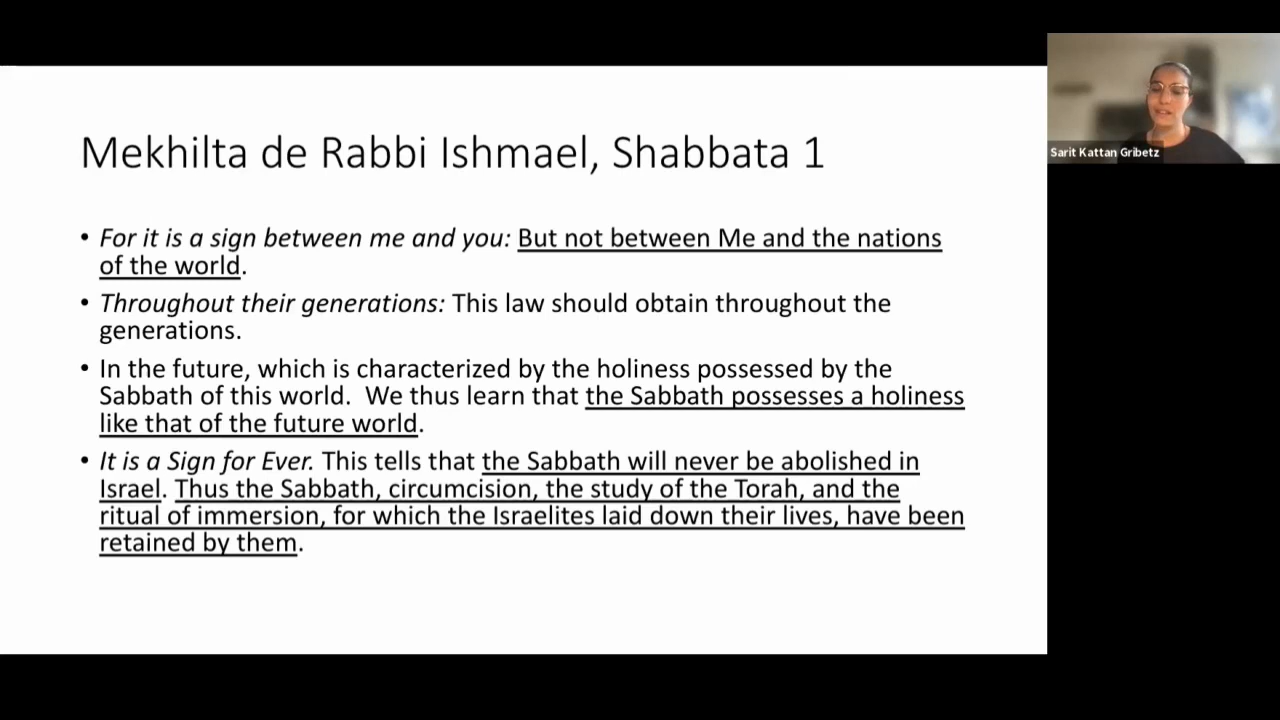 Mekhilta de Rabbi Ishmael, Shabbata 1
• For it is a sign between me and you: But not between Me and the nations
of the world.
• Throughout their generations: This law should obtain throughout the
generations.
• In the future, which is characterized by the holiness possessed by the
Sabbath of this world.  We thus learn that the Sabbath possesses a holiness
like that of the future world.
• It is a Sign for Ever. This tells that the Sabbath will never be abolished in
Israel. Thus the Sabbath, circumcision, the study of the Torah, and the
ritual of immersion, for which the Israelites laid down their lives, have been
retained by them.
Sarit Kattan Gribetz